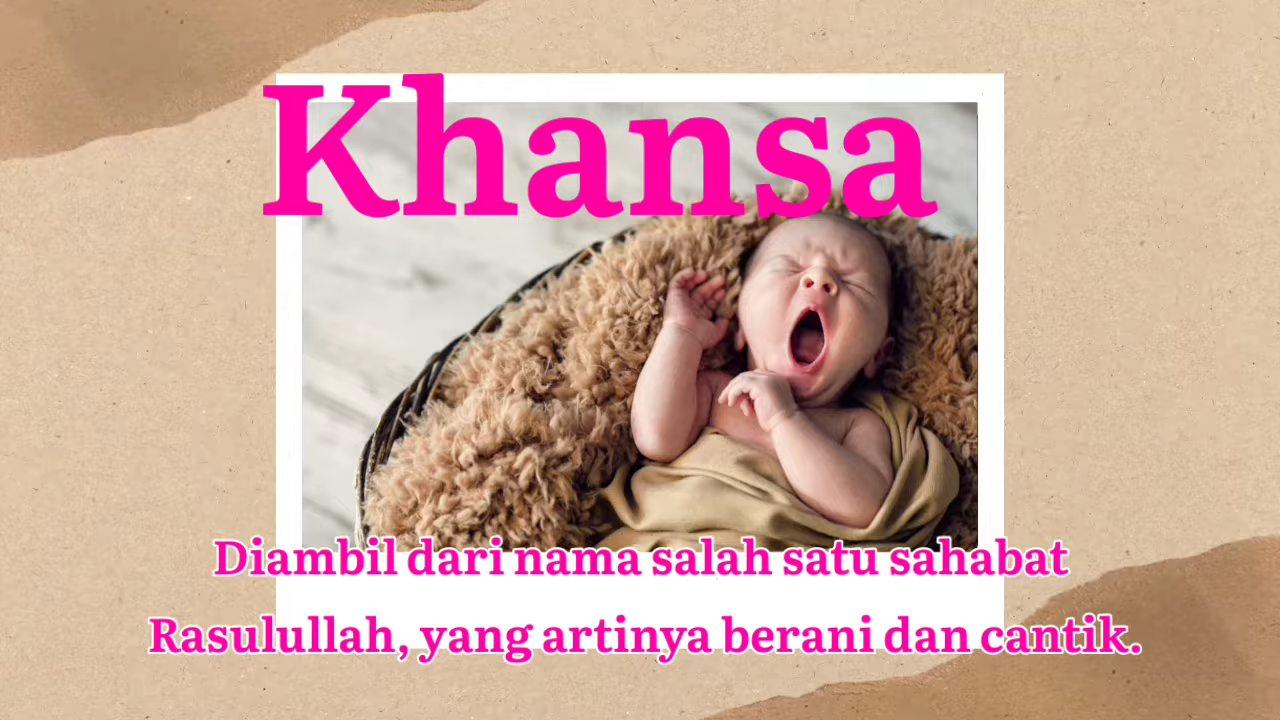 Khansa
Diambil dari nama salah satu sahabat
Rasulullah, yang artinya berani dan cantik.